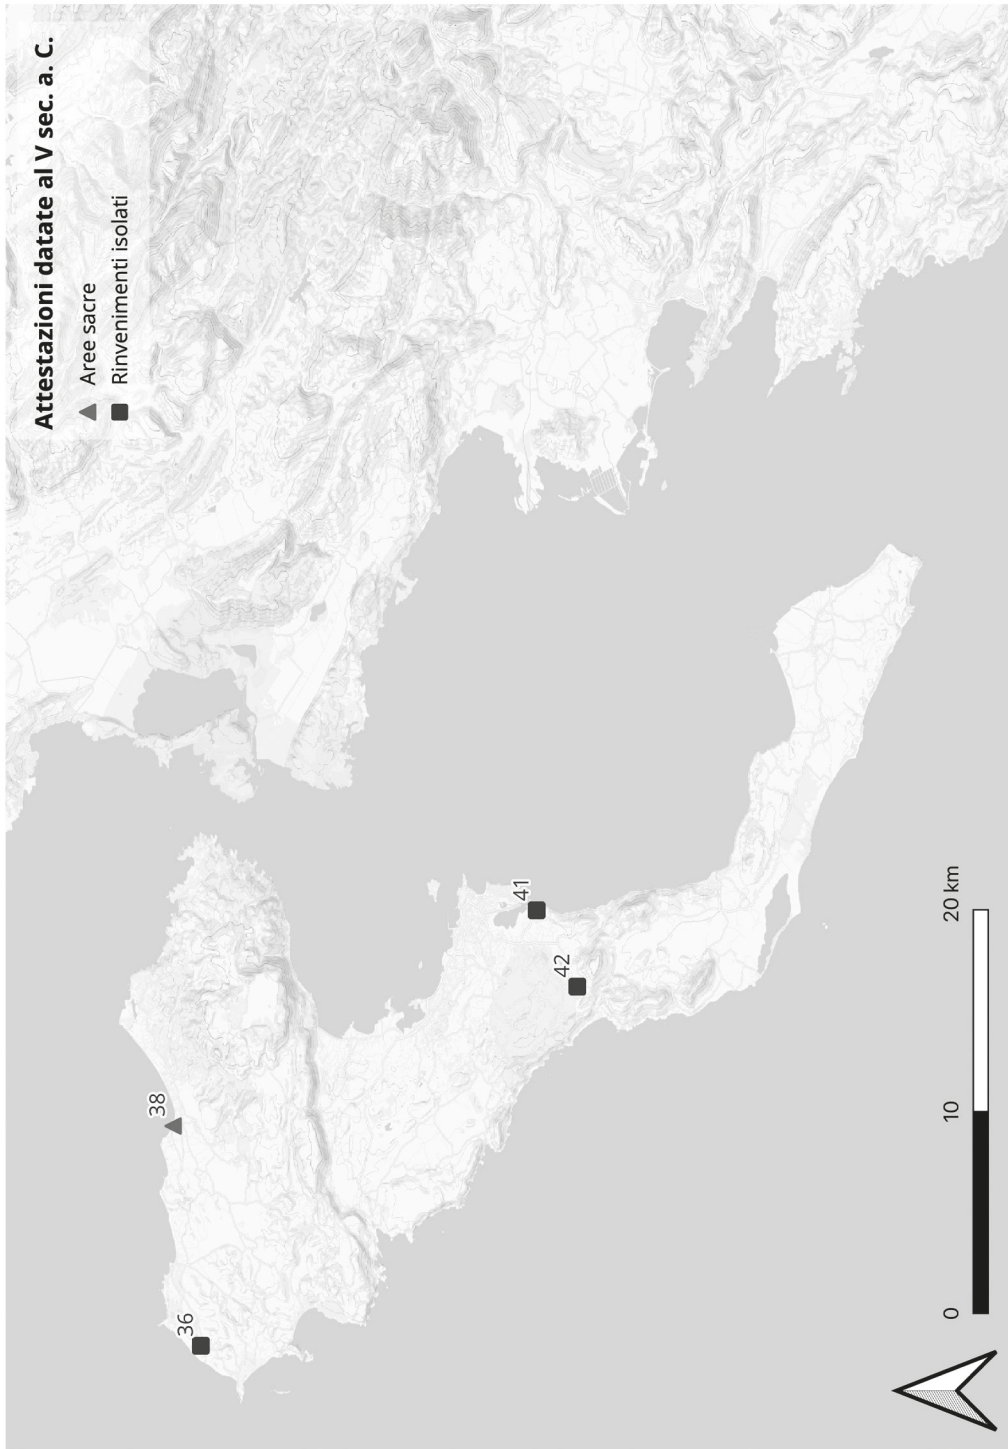 Attestazioni datate al V sec. a. C.
Aree sacre
Rinvenimenti isolati
36
38
42
41
0
10
20 km